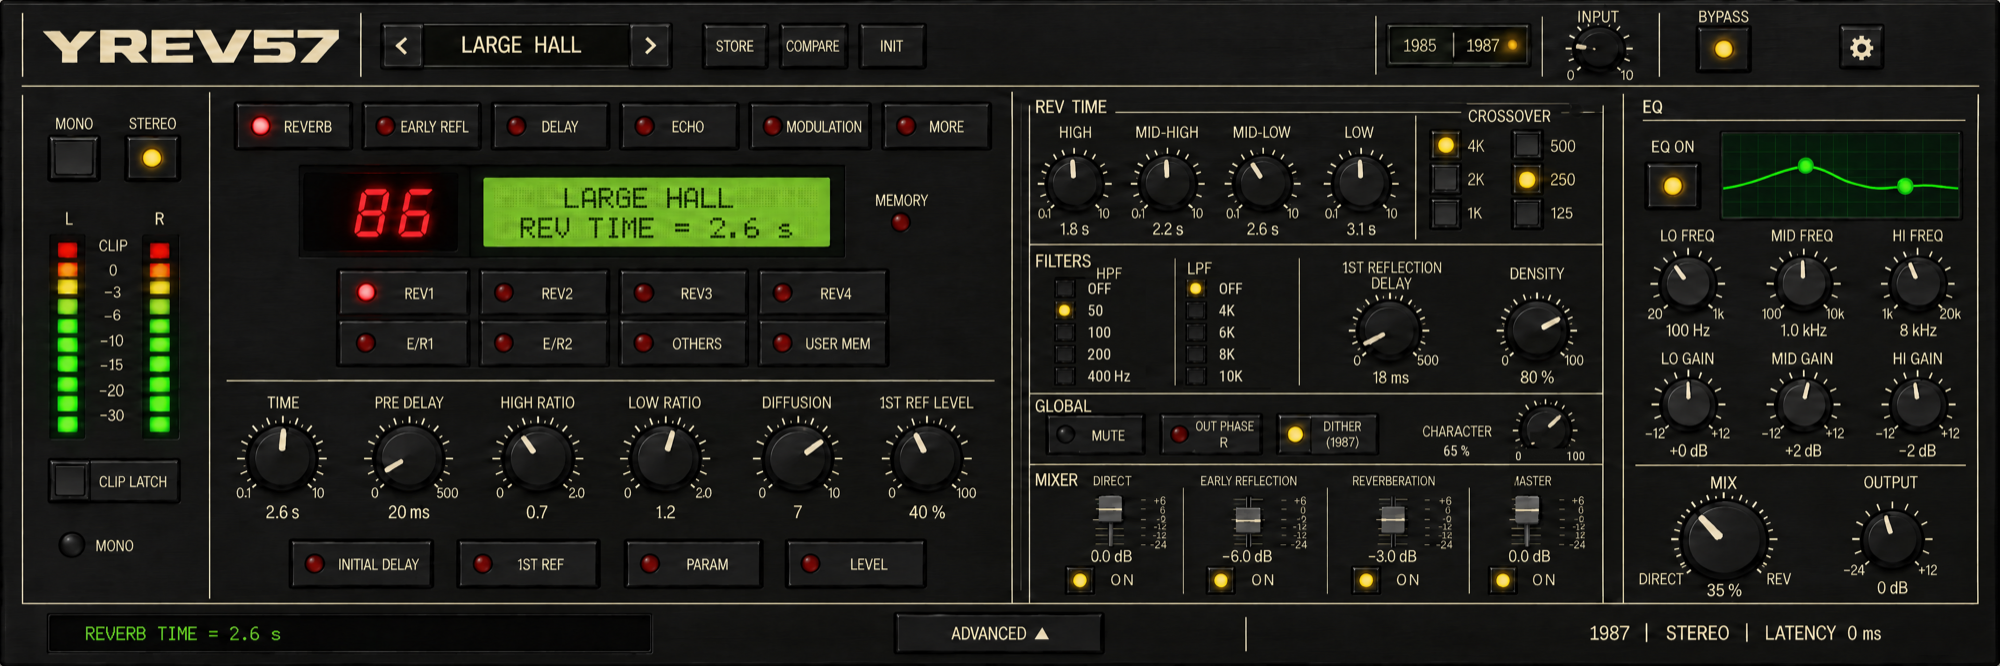 YREV57
<
LARGE HALL
>
STORE
COMPARE
INIT
1985 | 1987
INPUT
0 10
BYPASS
MONO STEREO
L R
CLIP
0
-3
-6
-10
-15
-20
-30
CLIP LATCH
MONO
REVERB
EARLY REFL
DELAY
ECHO
MODULATION
MORE
86
LARGE HALL
REV TIME = 2.6 s
MEMORY
REV1
REV2
REV3
REV4
E/R1
E/R2
OTHERS
USER MEM
TIME
0.1 10
2.6 s
PRE DELAY
0 500
20 ms
HIGH RATIO
0 2.0
0.7
LOW RATIO
0 2.0
1.2
DIFFUSION
0 10
7
1ST REF LEVEL
0 100
40 %
INITIAL DELAY
1ST REF
PARAM
LEVEL
REV TIME
HIGH
0.1 10
1.8 s
MID-HIGH
0.1 10
2.2 s
MID-LOW
0.1 10
2.6 s
LOW
0.1 10
3.1 s
CROSSOVER
4K 500
2K 250
1K 125
FILTERS
HPF
OFF
50
100
200
400 Hz
LPF
OFF
4K
6K
8K
10K
1ST REFLECTION
DELAY
0 500
18 ms
DENSITY
0 100
80 %
GLOBAL
MUTE
OUT PHASE
R
DITHER
(1987)
CHARACTER
65 %
0 100
MIXER
DIRECT
+6
-12
-24
0.0 dB
ON
EARLY REFLECTION
+6
-12
-24
-6.0 dB
ON
REVERBERATION
+6
-12
-24
-3.0 dB
ON
MASTER
+6
-12
-24
0.0 dB
ON
EQ
EQ ON
LO FREQ
20 1k
100 Hz
MID FREQ
100 10k
1.0 kHz
HI FREQ
1k 20k
8 kHz
LO GAIN
-12 +12
+0 dB
MID GAIN
-12 +12
+2 dB
HI GAIN
-12 +12
-2 dB
MIX
DIRECT REV
35 %
OUTPUT
-24 +12
0 dB
REVERB TIME = 2.6 s
ADVANCED ▲
1987 | STEREO | LATENCY 0 ms